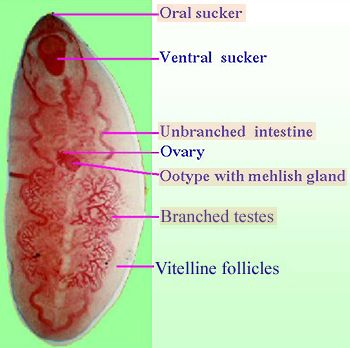 Oral sucker
Ventral sucker
Unbranched intestine
Ovary
Ootype with mehlish gland
Branched testes
Vitelline follicles